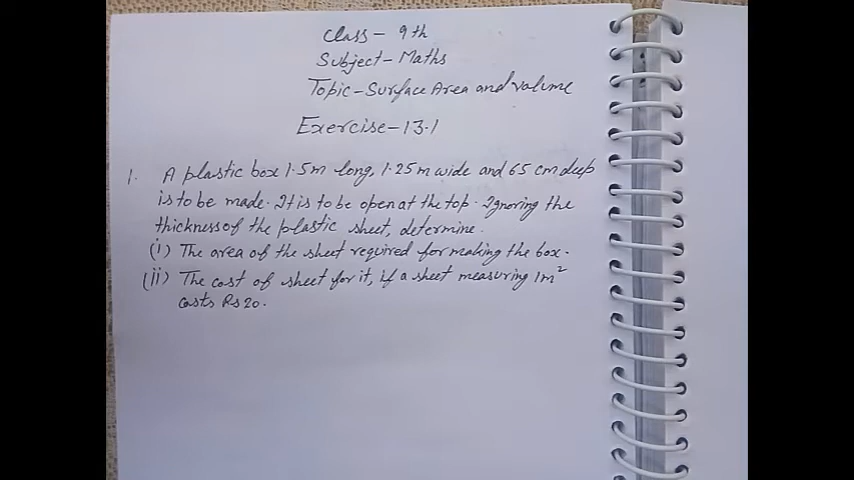 Class - 9th
Subject - Maths
Topic - Surface Area and volume
Exercise - 13.1
1. A plastic box 1.5m long, 1.25m wide and 65 cm deep
is to be made. It is to be open at the top. Ignoring the
thickness of the plastic sheet, determine.
(i) The area of the sheet required for making the box.
(ii) The cost of sheet for it, if a sheet measuring 1m²
costs Rs 20.